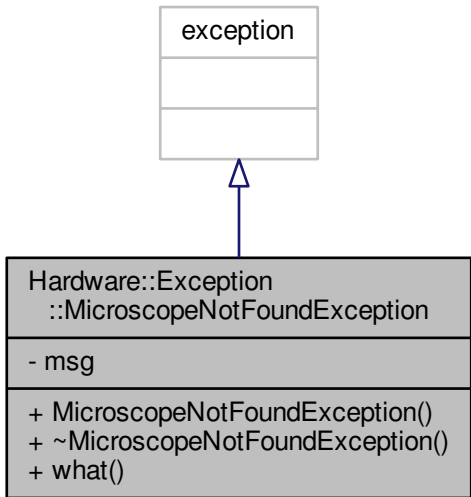 exception
Hardware::Exception
::MicroscopeNotFoundException
- msg
+ MicroscopeNotFoundException()
+ ~MicroscopeNotFoundException()
+ what()